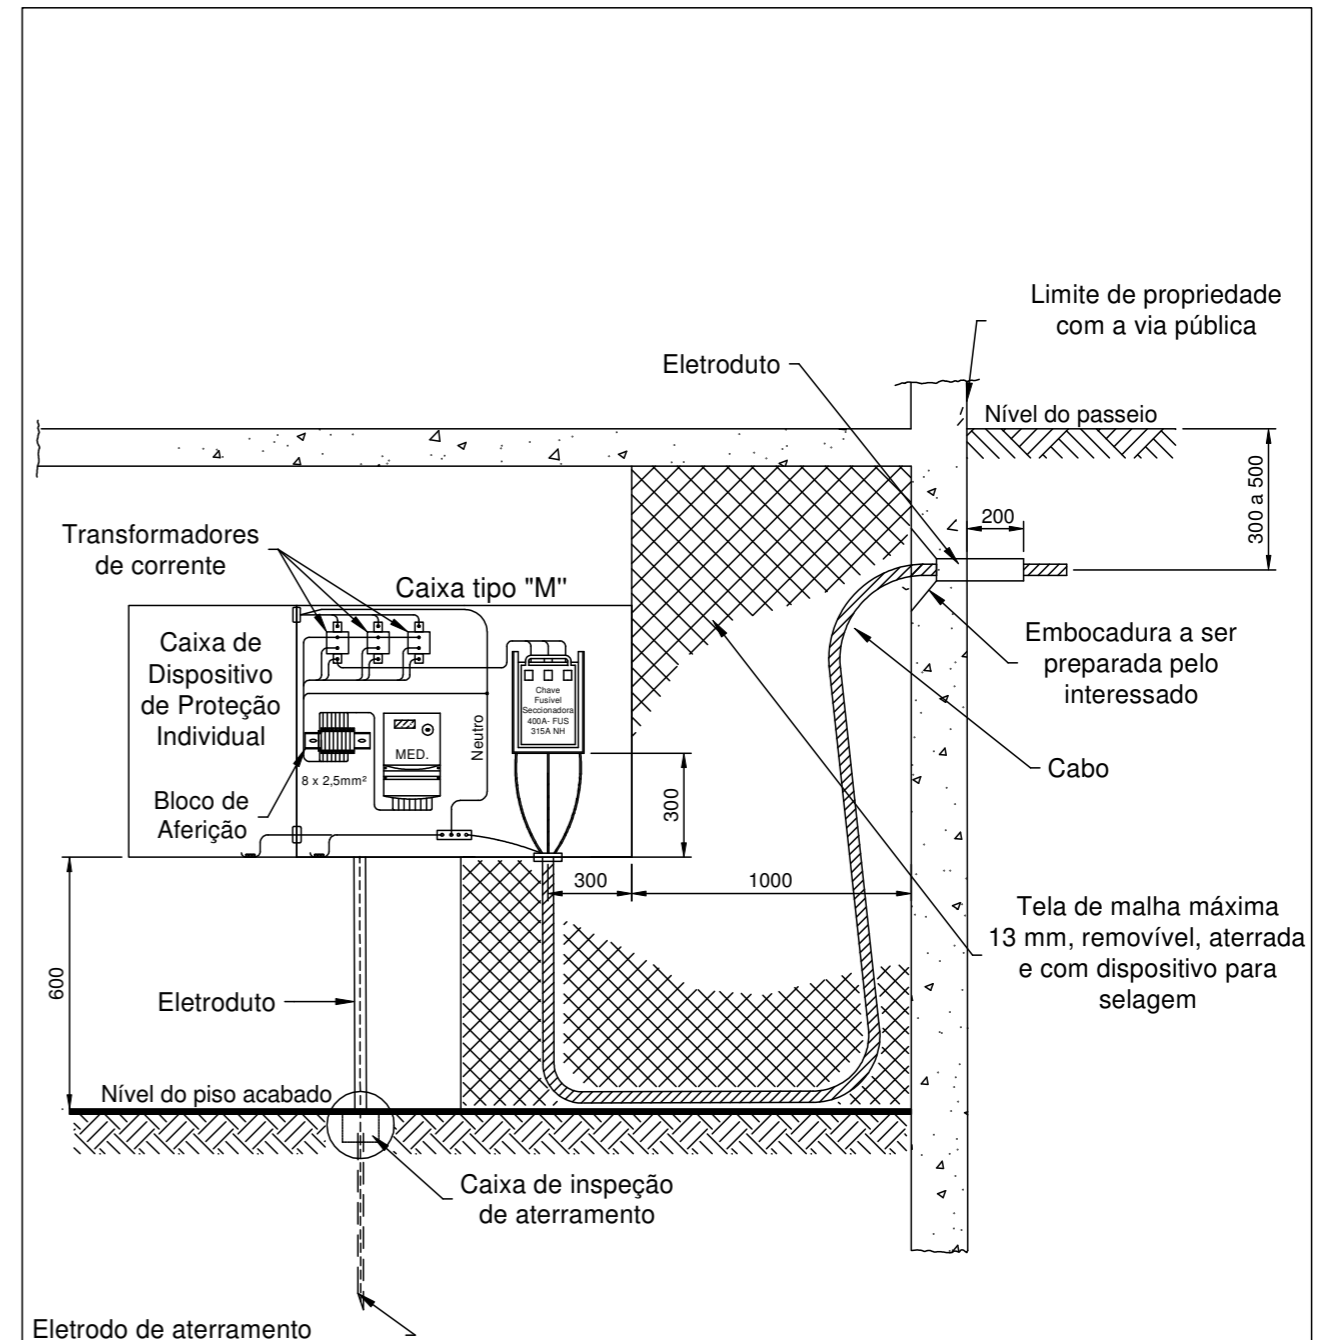 Limite de propriedade
com a via pública
Eletroduto
Nível do passeio
300 a 500
200
Transformadores
de corrente
Caixa tipo "M"
Caixa de
Dispositivo
de Proteção
Individual
Chave
Fusível
Seccionadora
400A- FUS
315A NH
Embocadura a ser
preparada pelo
interessado
Neutro
MED.
8 x 2,5mm²
Cabo
Bloco de
Aferição
300
300
1000
Tela de malha máxima
13 mm, removível, aterrada
e com dispositivo para
selagem
600
Eletroduto
Nível do piso acabado
Caixa de inspeção
de aterramento
Eletrodo de aterramento